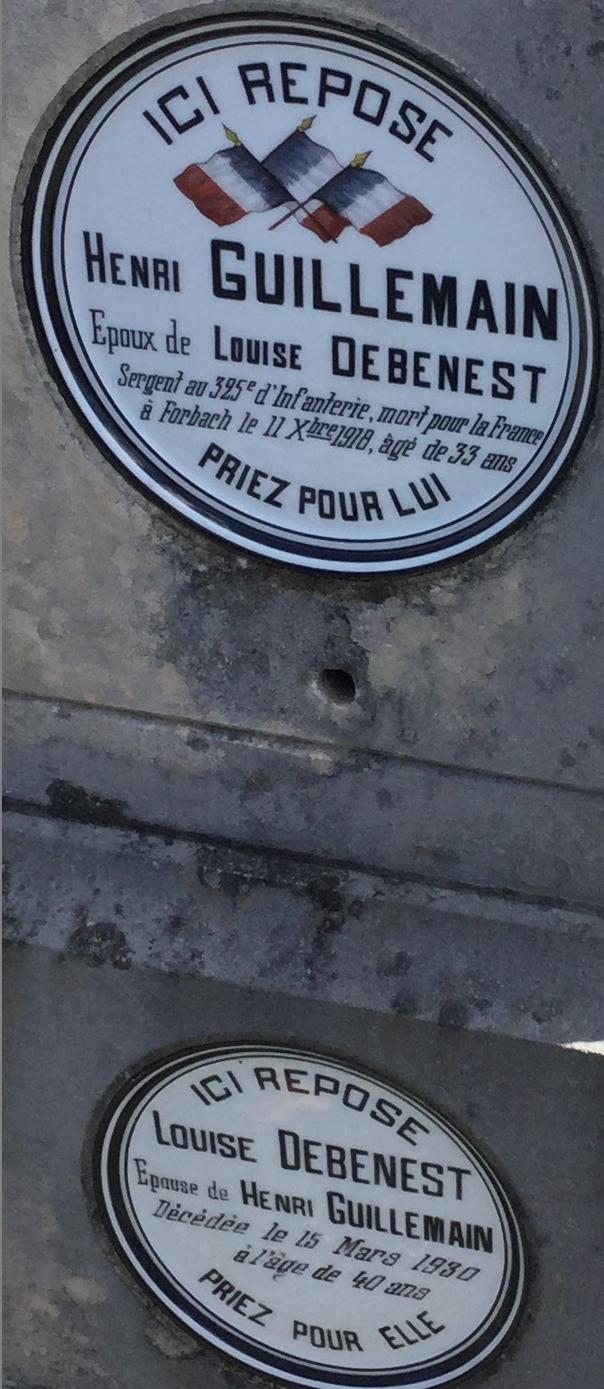 ICI REPOSE
HENRI GUILLEMAIN
Epoux de LOUISE DEBENEST
Sergent au 325e d'Infanterie, mort pour la France
à Forbach le 11 Xbre 1918, âgé de 33 ans
PRIEZ POUR LUI
ICI REPOSE
LOUISE DEBENEST
Epouse de HENRI GUILLEMAIN
Décédée le 15 Mars 1930
à l'âge de 40 ans
PRIEZ POUR ELLE